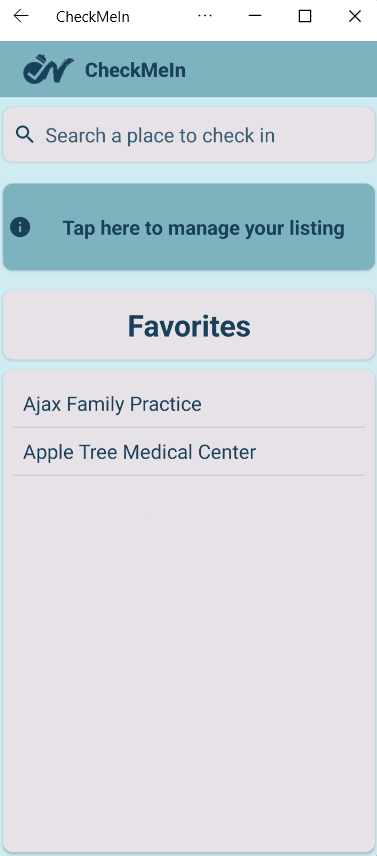 CheckMeIn
CheckMeIn
Search a place to check in
Tap here to manage your listing
Favorites
Ajax Family Practice
Apple Tree Medical Center